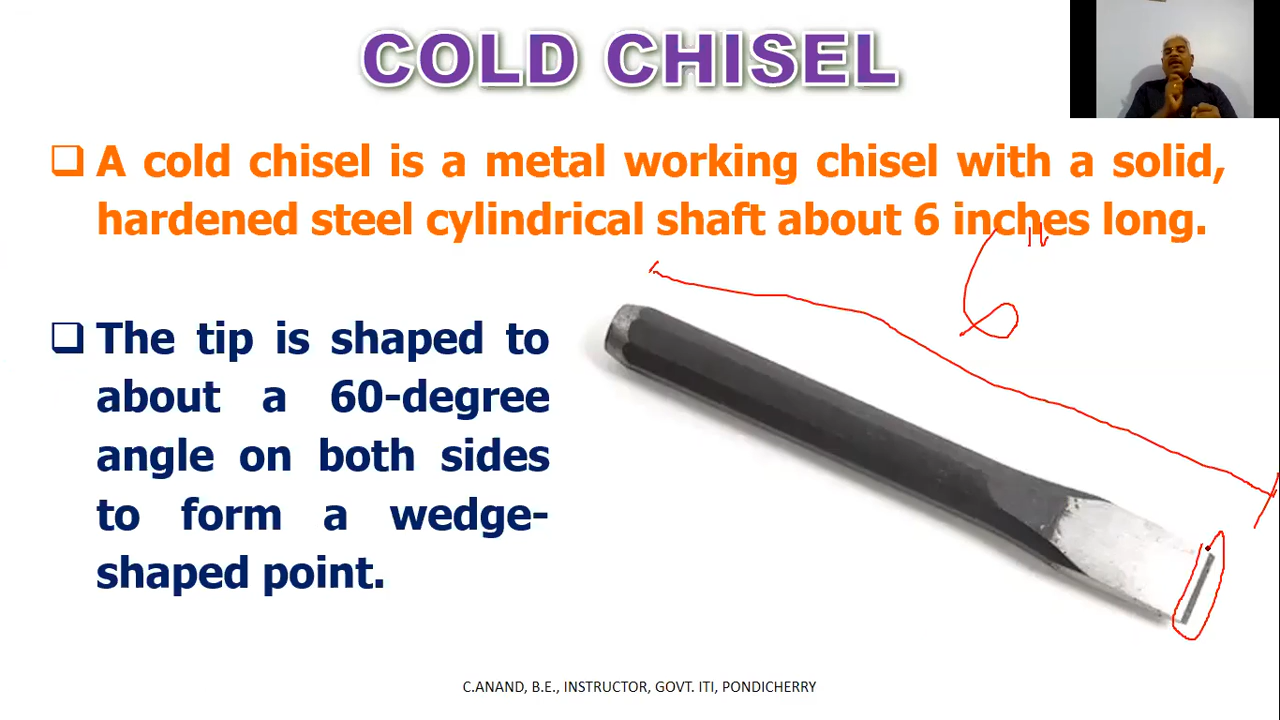 COLD CHISEL
❑ A cold chisel is a metal working chisel with a solid,
hardened steel cylindrical shaft about 6 inches long.
6"
❑ The tip is shaped to
about a 60-degree
angle on both sides
to form a wedge-
shaped point.
C.ANAND, B.E., INSTRUCTOR, GOVT. ITI, PONDICHERRY